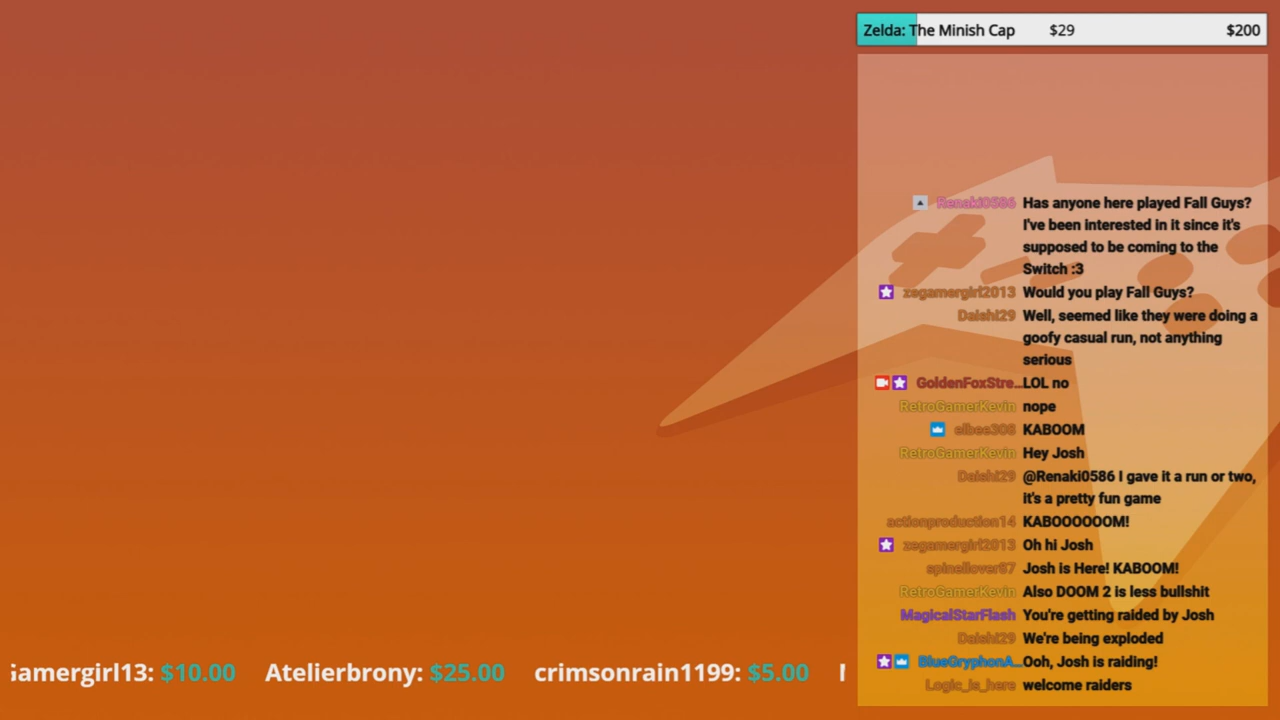 Zelda: The Minish Cap $29 $200
Renaki0586 Has anyone here played Fall Guys?
I've been interested in it since it's
supposed to be coming to the
Switch :3
zegamergirl2013 Would you play Fall Guys?
Daishi29 Well, seemed like they were doing a
goofy casual run, not anything
serious
GoldenFoxStre... LOL no
RetroGamerKevin nope
elbee308 KABOOM
RetroGamerKevin Hey Josh
Daishi29 @Renaki0586 I gave it a run or two,
it's a pretty fun game
actionproduction14 KABOOOOOOM!
zegamergirl2013 Oh hi Josh
spinellover87 Josh is Here! KABOOM!
RetroGamerKevin Also DOOM 2 is less bullshit
MagicalStarFlash You're getting raided by Josh
Daishi29 We're being exploded
BlueGryphonA... Ooh, Josh is raiding!
Logic_is_here welcome raiders
amergirl13: $10.00 Atelierbrony: $25.00 crimsonrain1199: $5.00